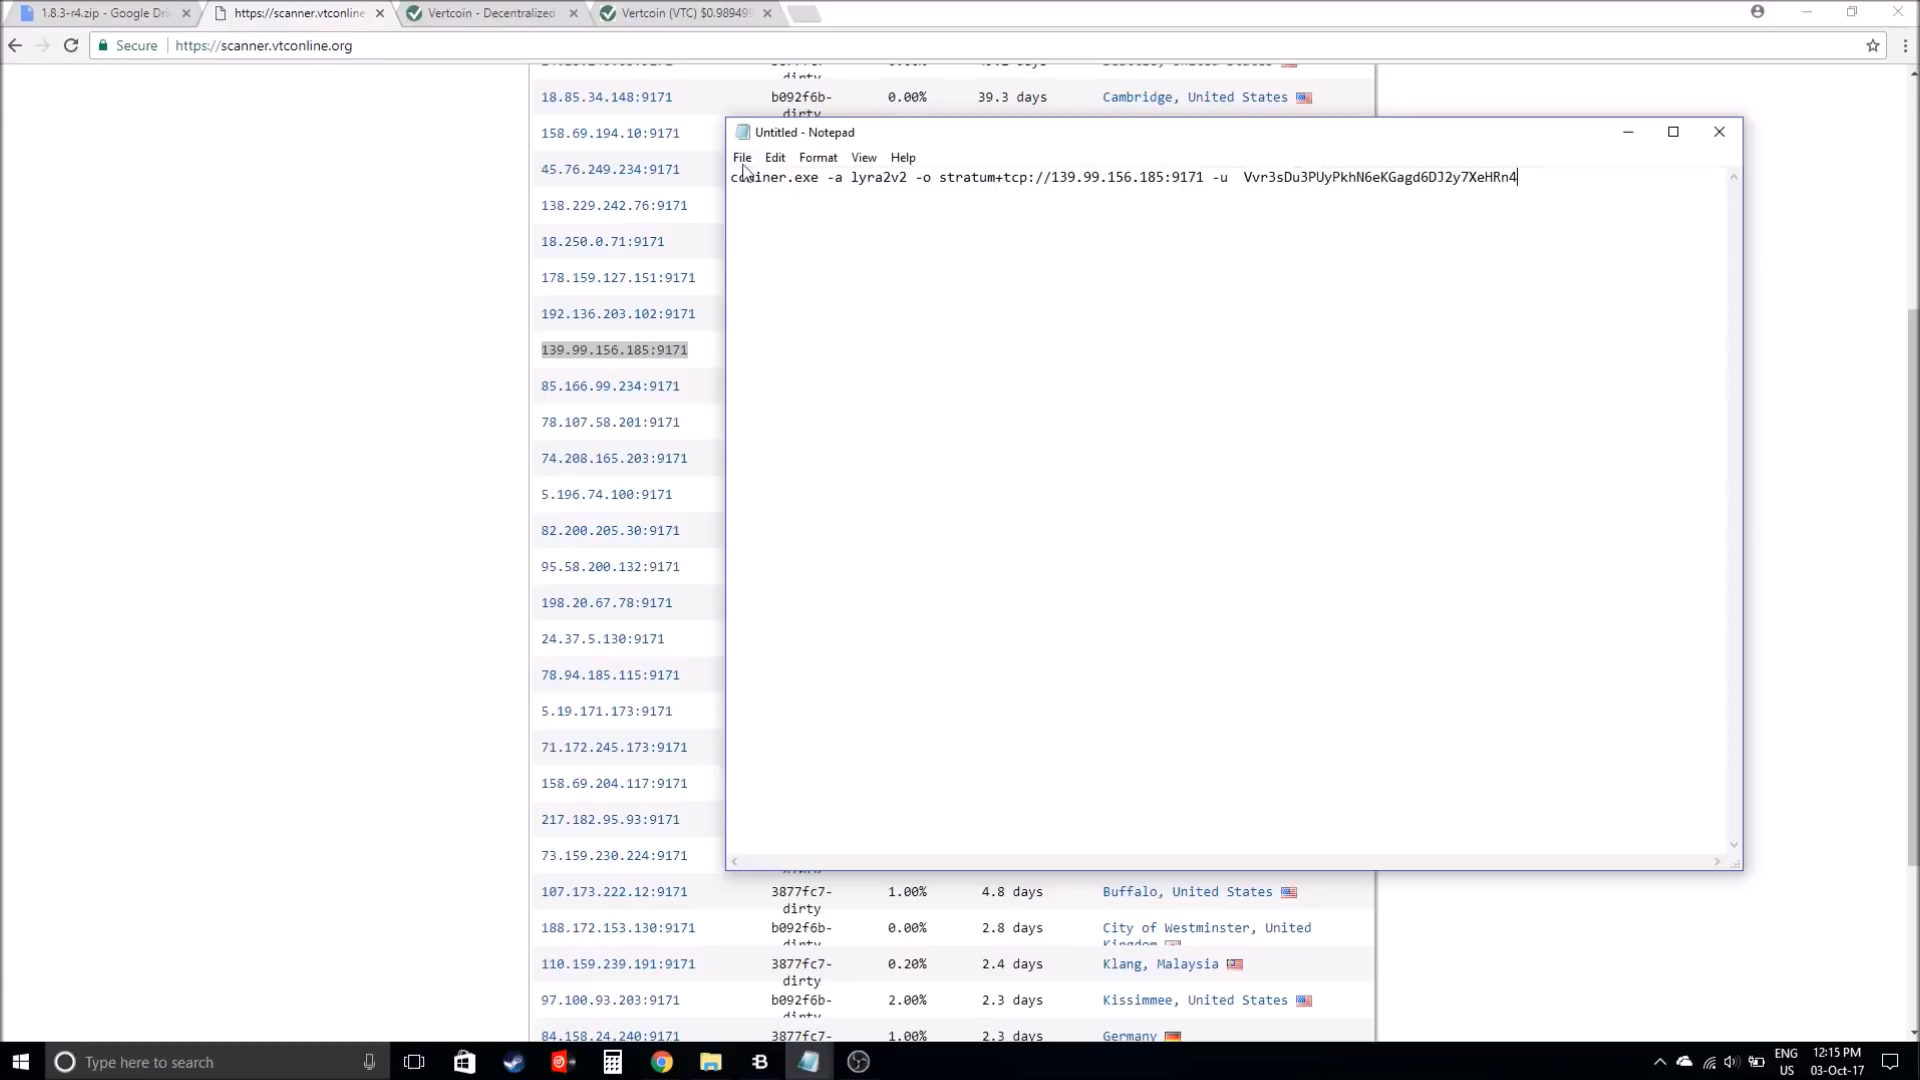 1.8.3-r4.zip - Google Dri
https://scanner.vtconline
Vertcoin - Decentralized
Vertcoin (VTC) $0.989495
Secure https://scanner.vtconline.org
dirty
18.85.34.148:9171 b092f6b- 0.00% 39.3 days Cambridge, United States
dirty
158.69.194.10:9171
45.76.249.234:9171
138.229.242.76:9171
18.250.0.71:9171
178.159.127.151:9171
192.136.203.102:9171
139.99.156.185:9171
85.166.99.234:9171
78.107.58.201:9171
74.208.165.203:9171
5.196.74.100:9171
82.200.205.30:9171
95.58.200.132:9171
198.20.67.78:9171
24.37.5.130:9171
78.94.185.115:9171
5.19.171.173:9171
71.172.245.173:9171
158.69.204.117:9171
217.182.95.93:9171
73.159.230.224:9171
107.173.222.12:9171 3877fc7- 1.00% 4.8 days Buffalo, United States
dirty
188.172.153.130:9171 b092f6b- 0.00% 2.8 days City of Westminster, United
dirty Kingdom
110.159.239.191:9171 3877fc7- 0.20% 2.4 days Klang, Malaysia
dirty
97.100.93.203:9171 b092f6b- 2.00% 2.3 days Kissimmee, United States
dirty
84.158.24.240:9171 3877fc7- 1.00% 2.3 days Germany
Untitled - Notepad
File Edit Format View Help
ccminer.exe -a lyra2v2 -o stratum+tcp://139.99.156.185:9171 -u  Vvr3sDu3PUyPkhN6eKGagd6DJ2y7XeHRn4
Type here to search
ENG
US
12:15 PM
03-Oct-17